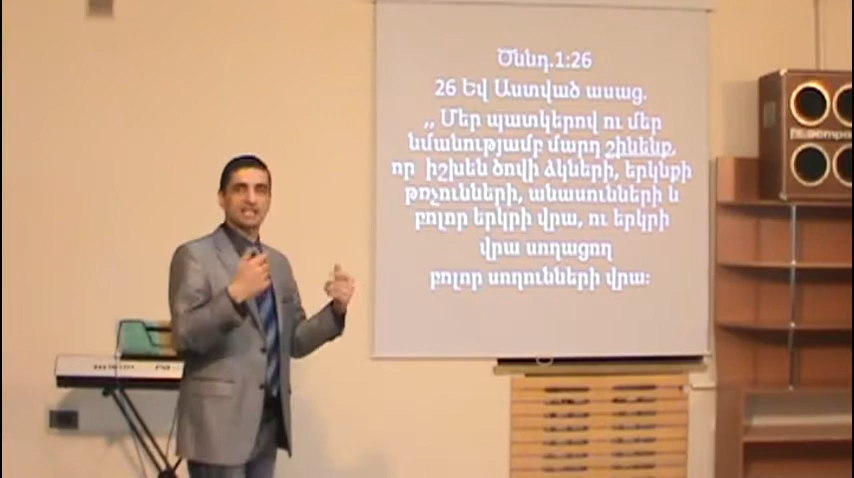 Ծննդ.1:26
26 Եվ Աստված ասաց.
,, Մեր պատկերով ու մեր
նմանությամբ մարդ շինենք,
որ իշխեն ծովի ձկների, երկնքի
թռչունների, անասունների և
բոլոր երկրի վրա, ու երկրի
վրա սողացող
բոլոր սողունների վրա: